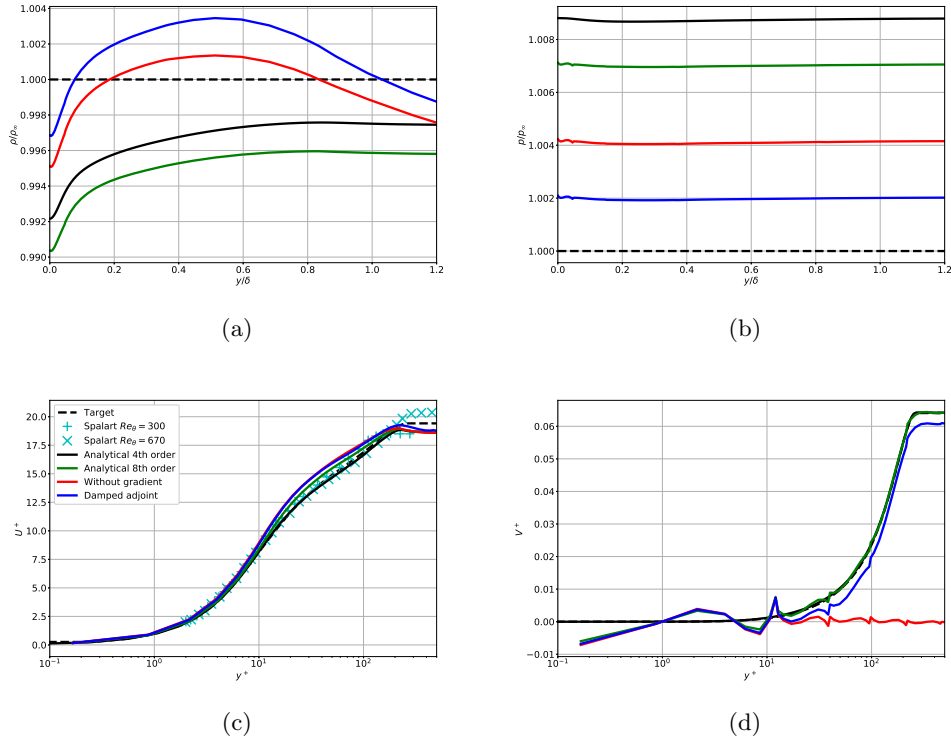 1.004
1.002
1.000
0.998
0.996
0.994
0.992
0.990
ρ/ρ∞
0.0 0.2 0.4 0.6 0.8 1.0 1.2
y/δ
(a)
1.008
1.006
1.004
1.002
1.000
p/p∞
0.0 0.2 0.4 0.6 0.8 1.0 1.2
y/δ
(b)
20.0
17.5
15.0
12.5
10.0
7.5
5.0
2.5
0.0
U⁺
Target
Spalart Reθ = 300
Spalart Reθ = 670
Analytical 4th order
Analytical 8th order
Without gradient
Damped adjoint
10⁻¹ 10⁰ 10¹ 10²
y⁺
(c)
0.06
0.05
0.04
0.03
0.02
0.01
0.00
−0.01
V⁺
10⁻¹ 10⁰ 10¹ 10²
y⁺
(d)